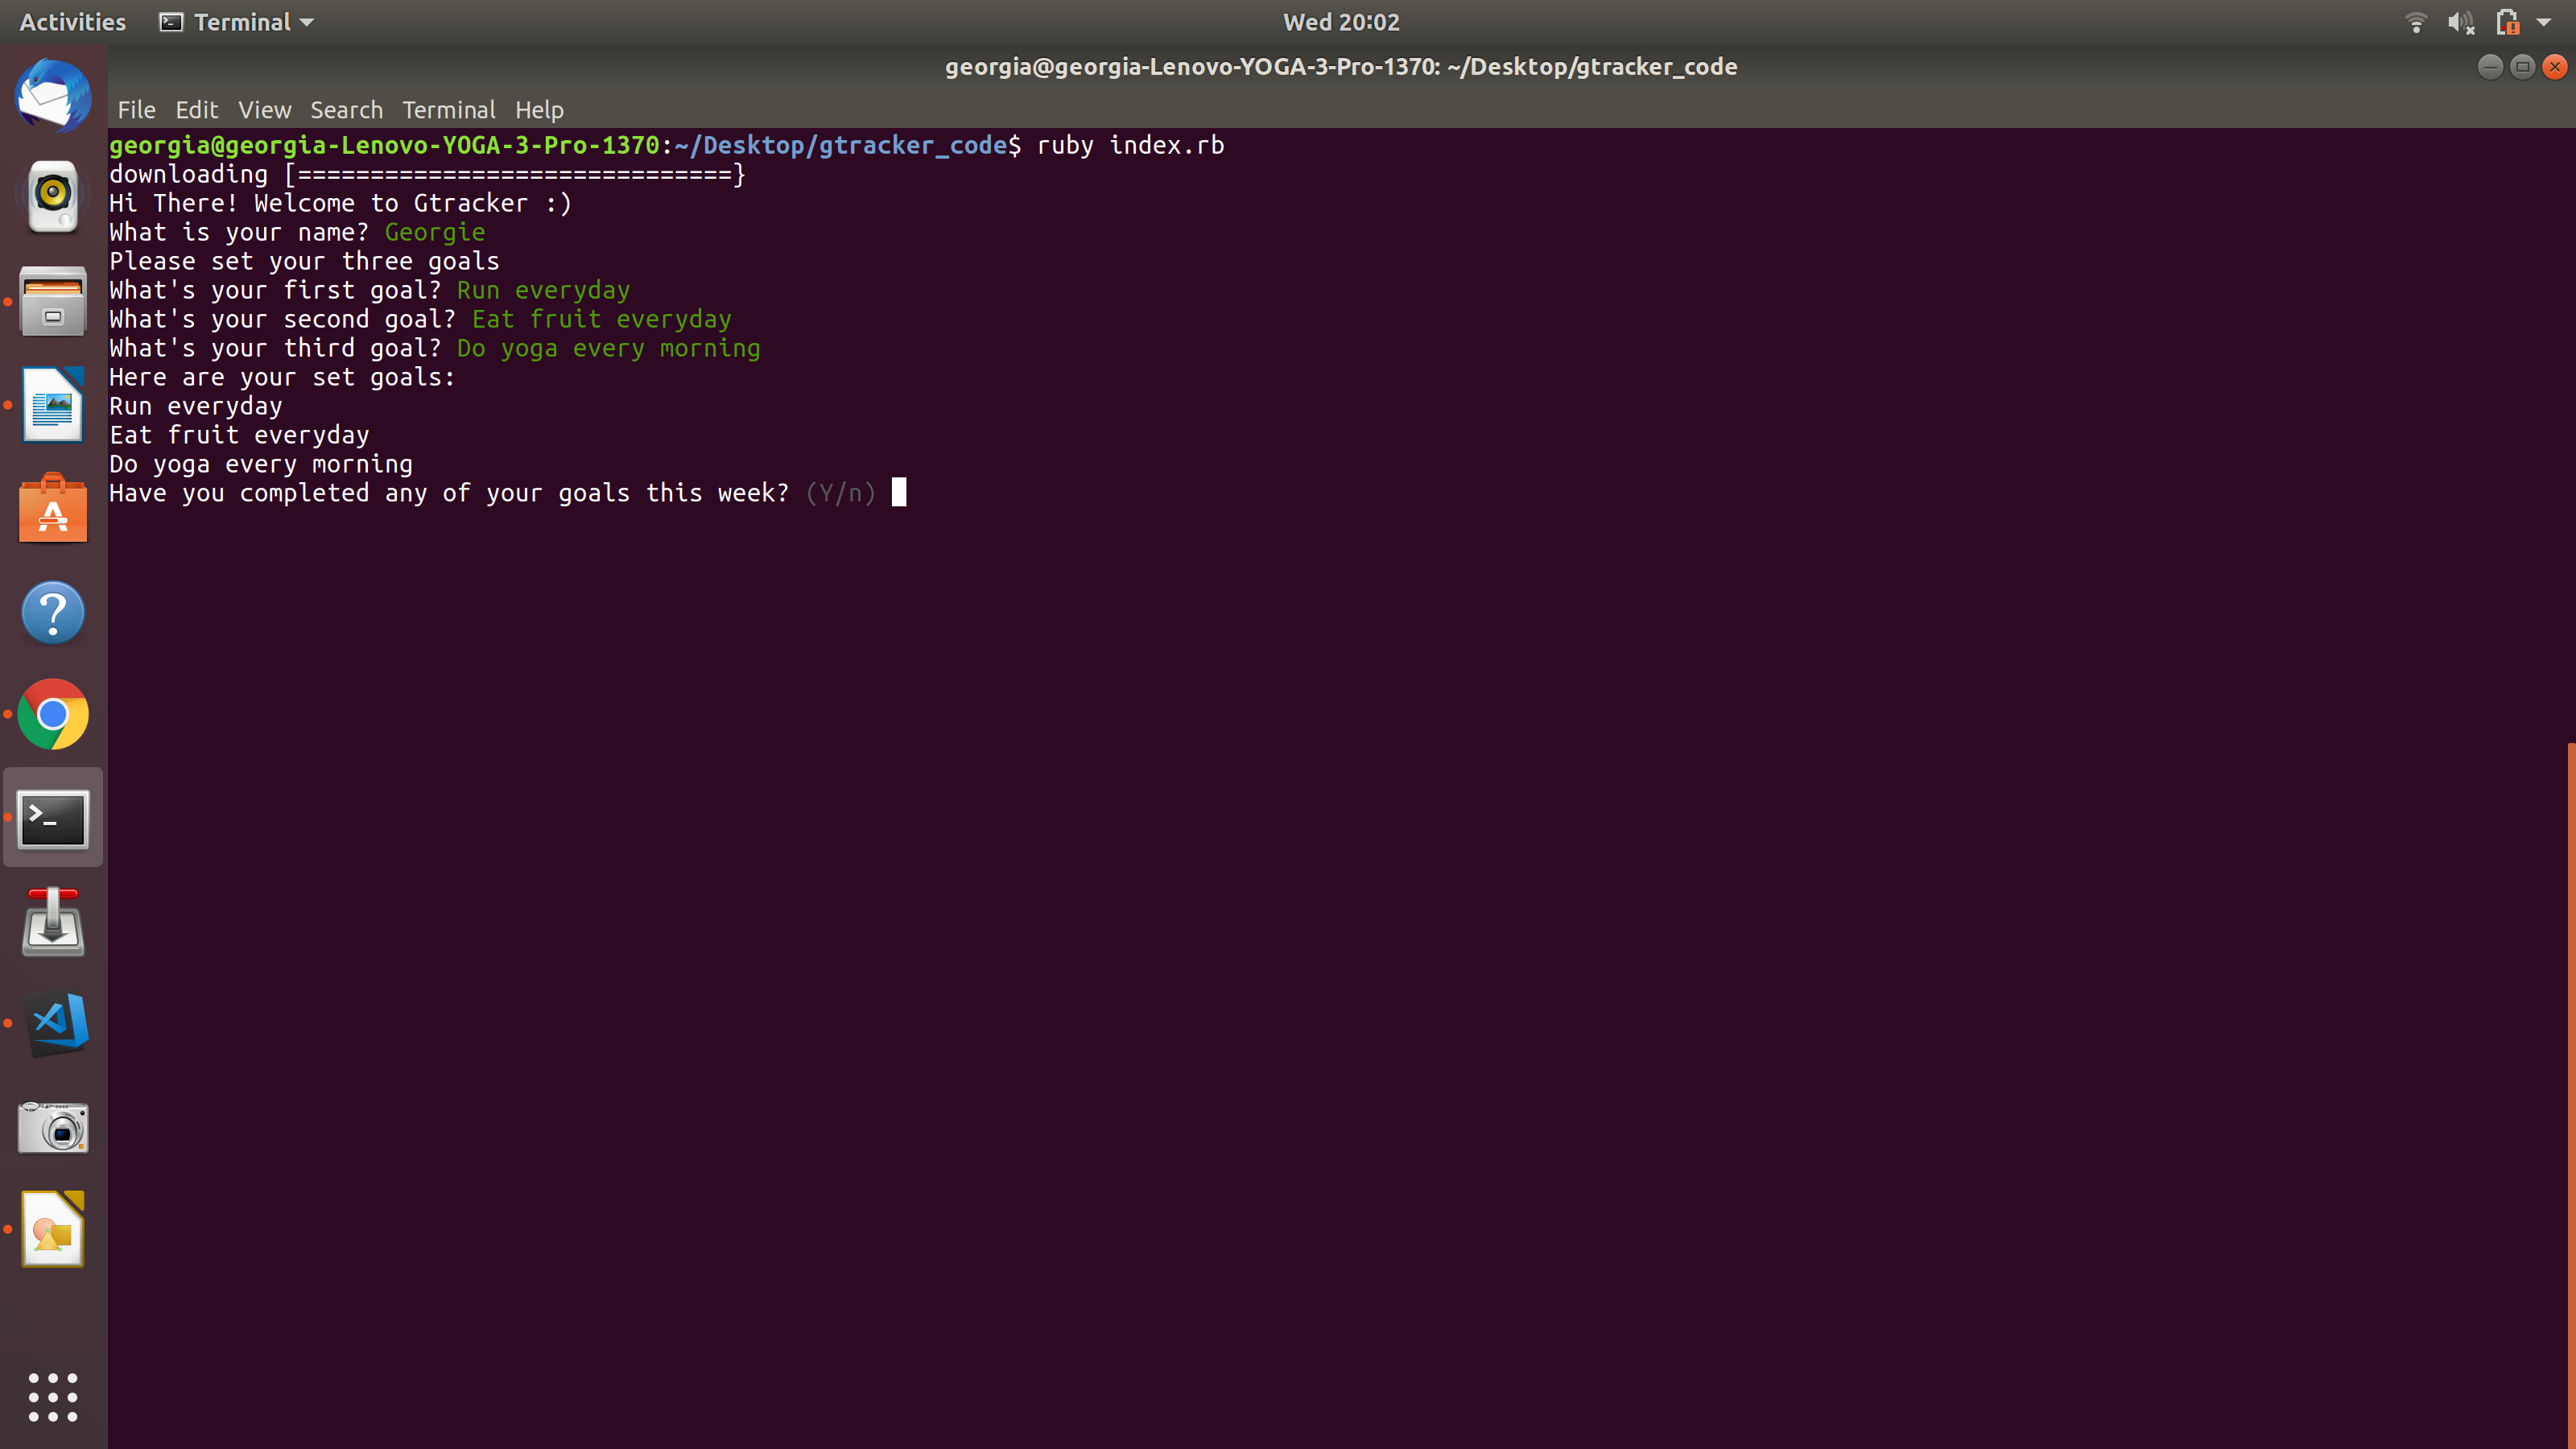 Activities Terminal Wed 20:02
georgia@georgia-Lenovo-YOGA-3-Pro-1370: ~/Desktop/gtracker_code
File Edit View Search Terminal Help
georgia@georgia-Lenovo-YOGA-3-Pro-1370:~/Desktop/gtracker_code$ ruby index.rb
downloading [==============================}
Hi There! Welcome to Gtracker :)
What is your name? Georgie
Please set your three goals
What's your first goal? Run everyday
What's your second goal? Eat fruit everyday
What's your third goal? Do yoga every morning
Here are your set goals:
Run everyday
Eat fruit everyday
Do yoga every morning
Have you completed any of your goals this week? (Y/n)